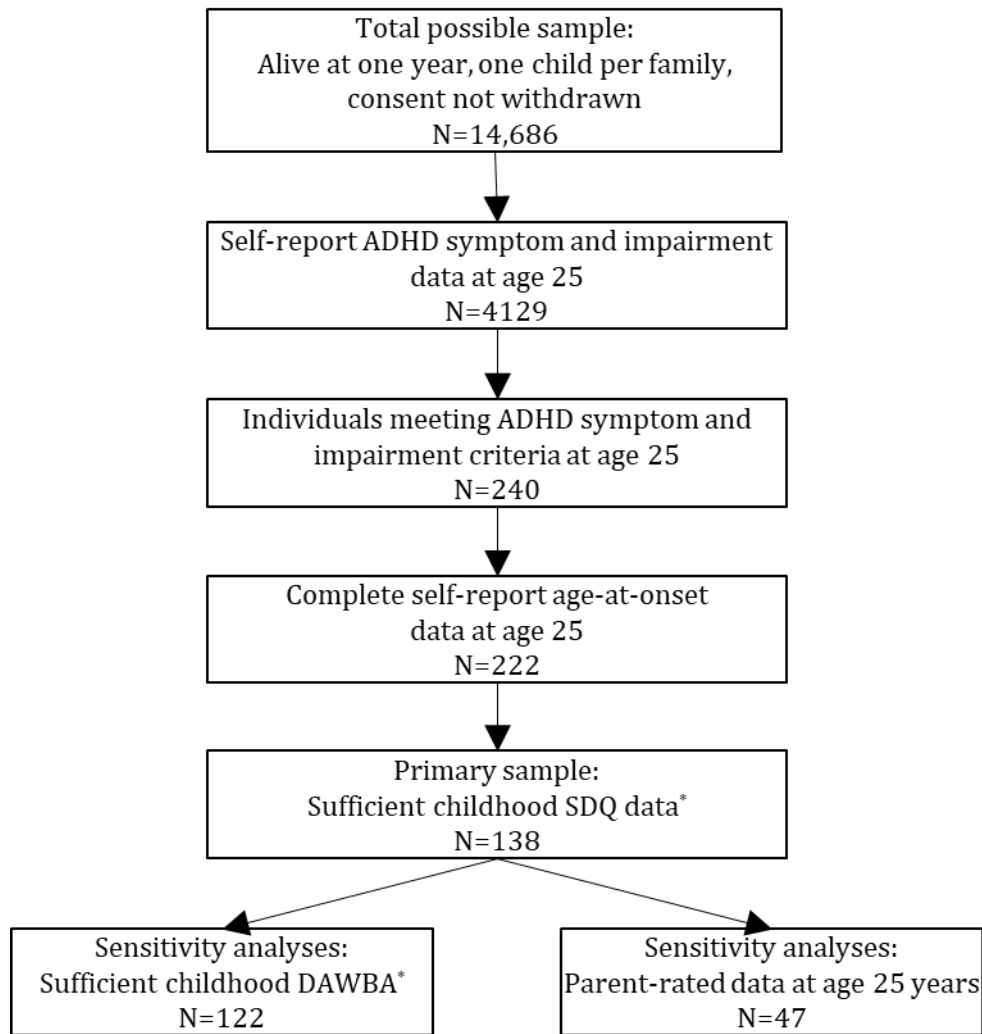 Total possible sample:
Alive at one year, one child per family,
consent not withdrawn
N=14,686
Self-report ADHD symptom and impairment
data at age 25
N=4129
Individuals meeting ADHD symptom and
impairment criteria at age 25
N=240
Complete self-report age-at-onset
data at age 25
N=222
Primary sample:
Sufficient childhood SDQ data*
N=138
Sensitivity analyses:
Sufficient childhood DAWBA*
N=122
Sensitivity analyses:
Parent-rated data at age 25 years
N=47